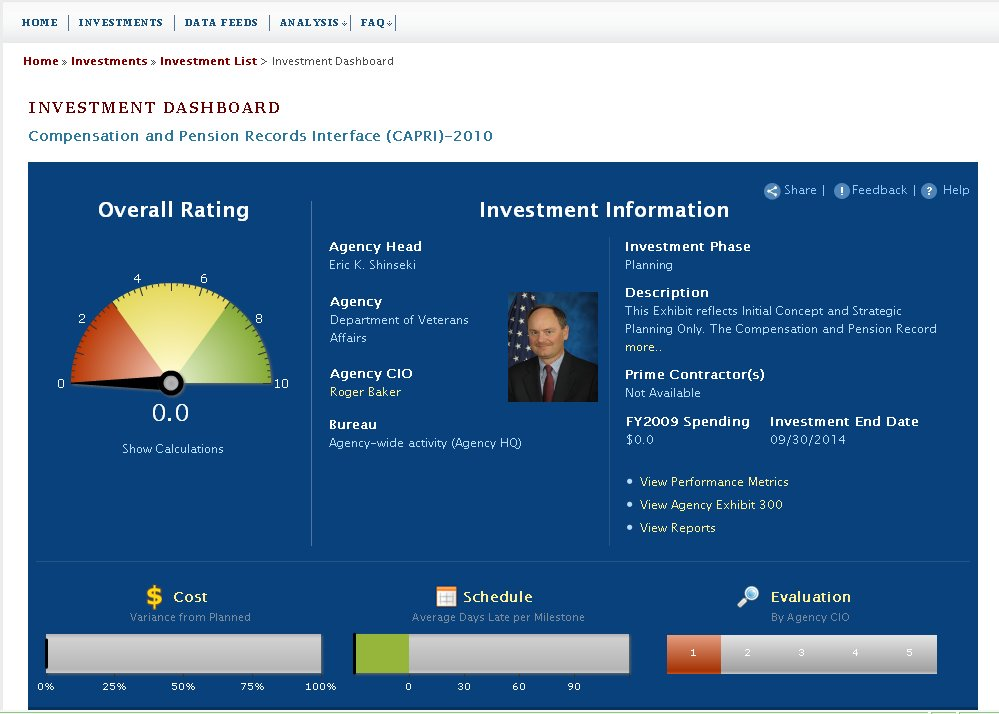 HOME | INVESTMENTS | DATA FEEDS | ANALYSIS | FAQ |
Home » Investments » Investment List > Investment Dashboard
INVESTMENT DASHBOARD
Compensation and Pension Records Interface (CAPRI)-2010
Share | ! Feedback | ? Help
Overall Rating
0
2
4
6
8
10
0.0
Show Calculations
Investment Information
Agency Head
Eric K. Shinseki
Agency
Department of Veterans
Affairs
Agency CIO
Roger Baker
Bureau
Agency-wide activity (Agency HQ)
Investment Phase
Planning
Description
This Exhibit reflects Initial Concept and Strategic
Planning Only. The Compensation and Pension Record
more..
Prime Contractor(s)
Not Available
FY2009 Spending
$0.0
Investment End Date
09/30/2014
• View Performance Metrics
• View Agency Exhibit 300
• View Reports
$ Cost
Variance from Planned
0% 25% 50% 75% 100%
Schedule
Average Days Late per Milestone
0 30 60 90
Evaluation
By Agency CIO
1 2 3 4 5